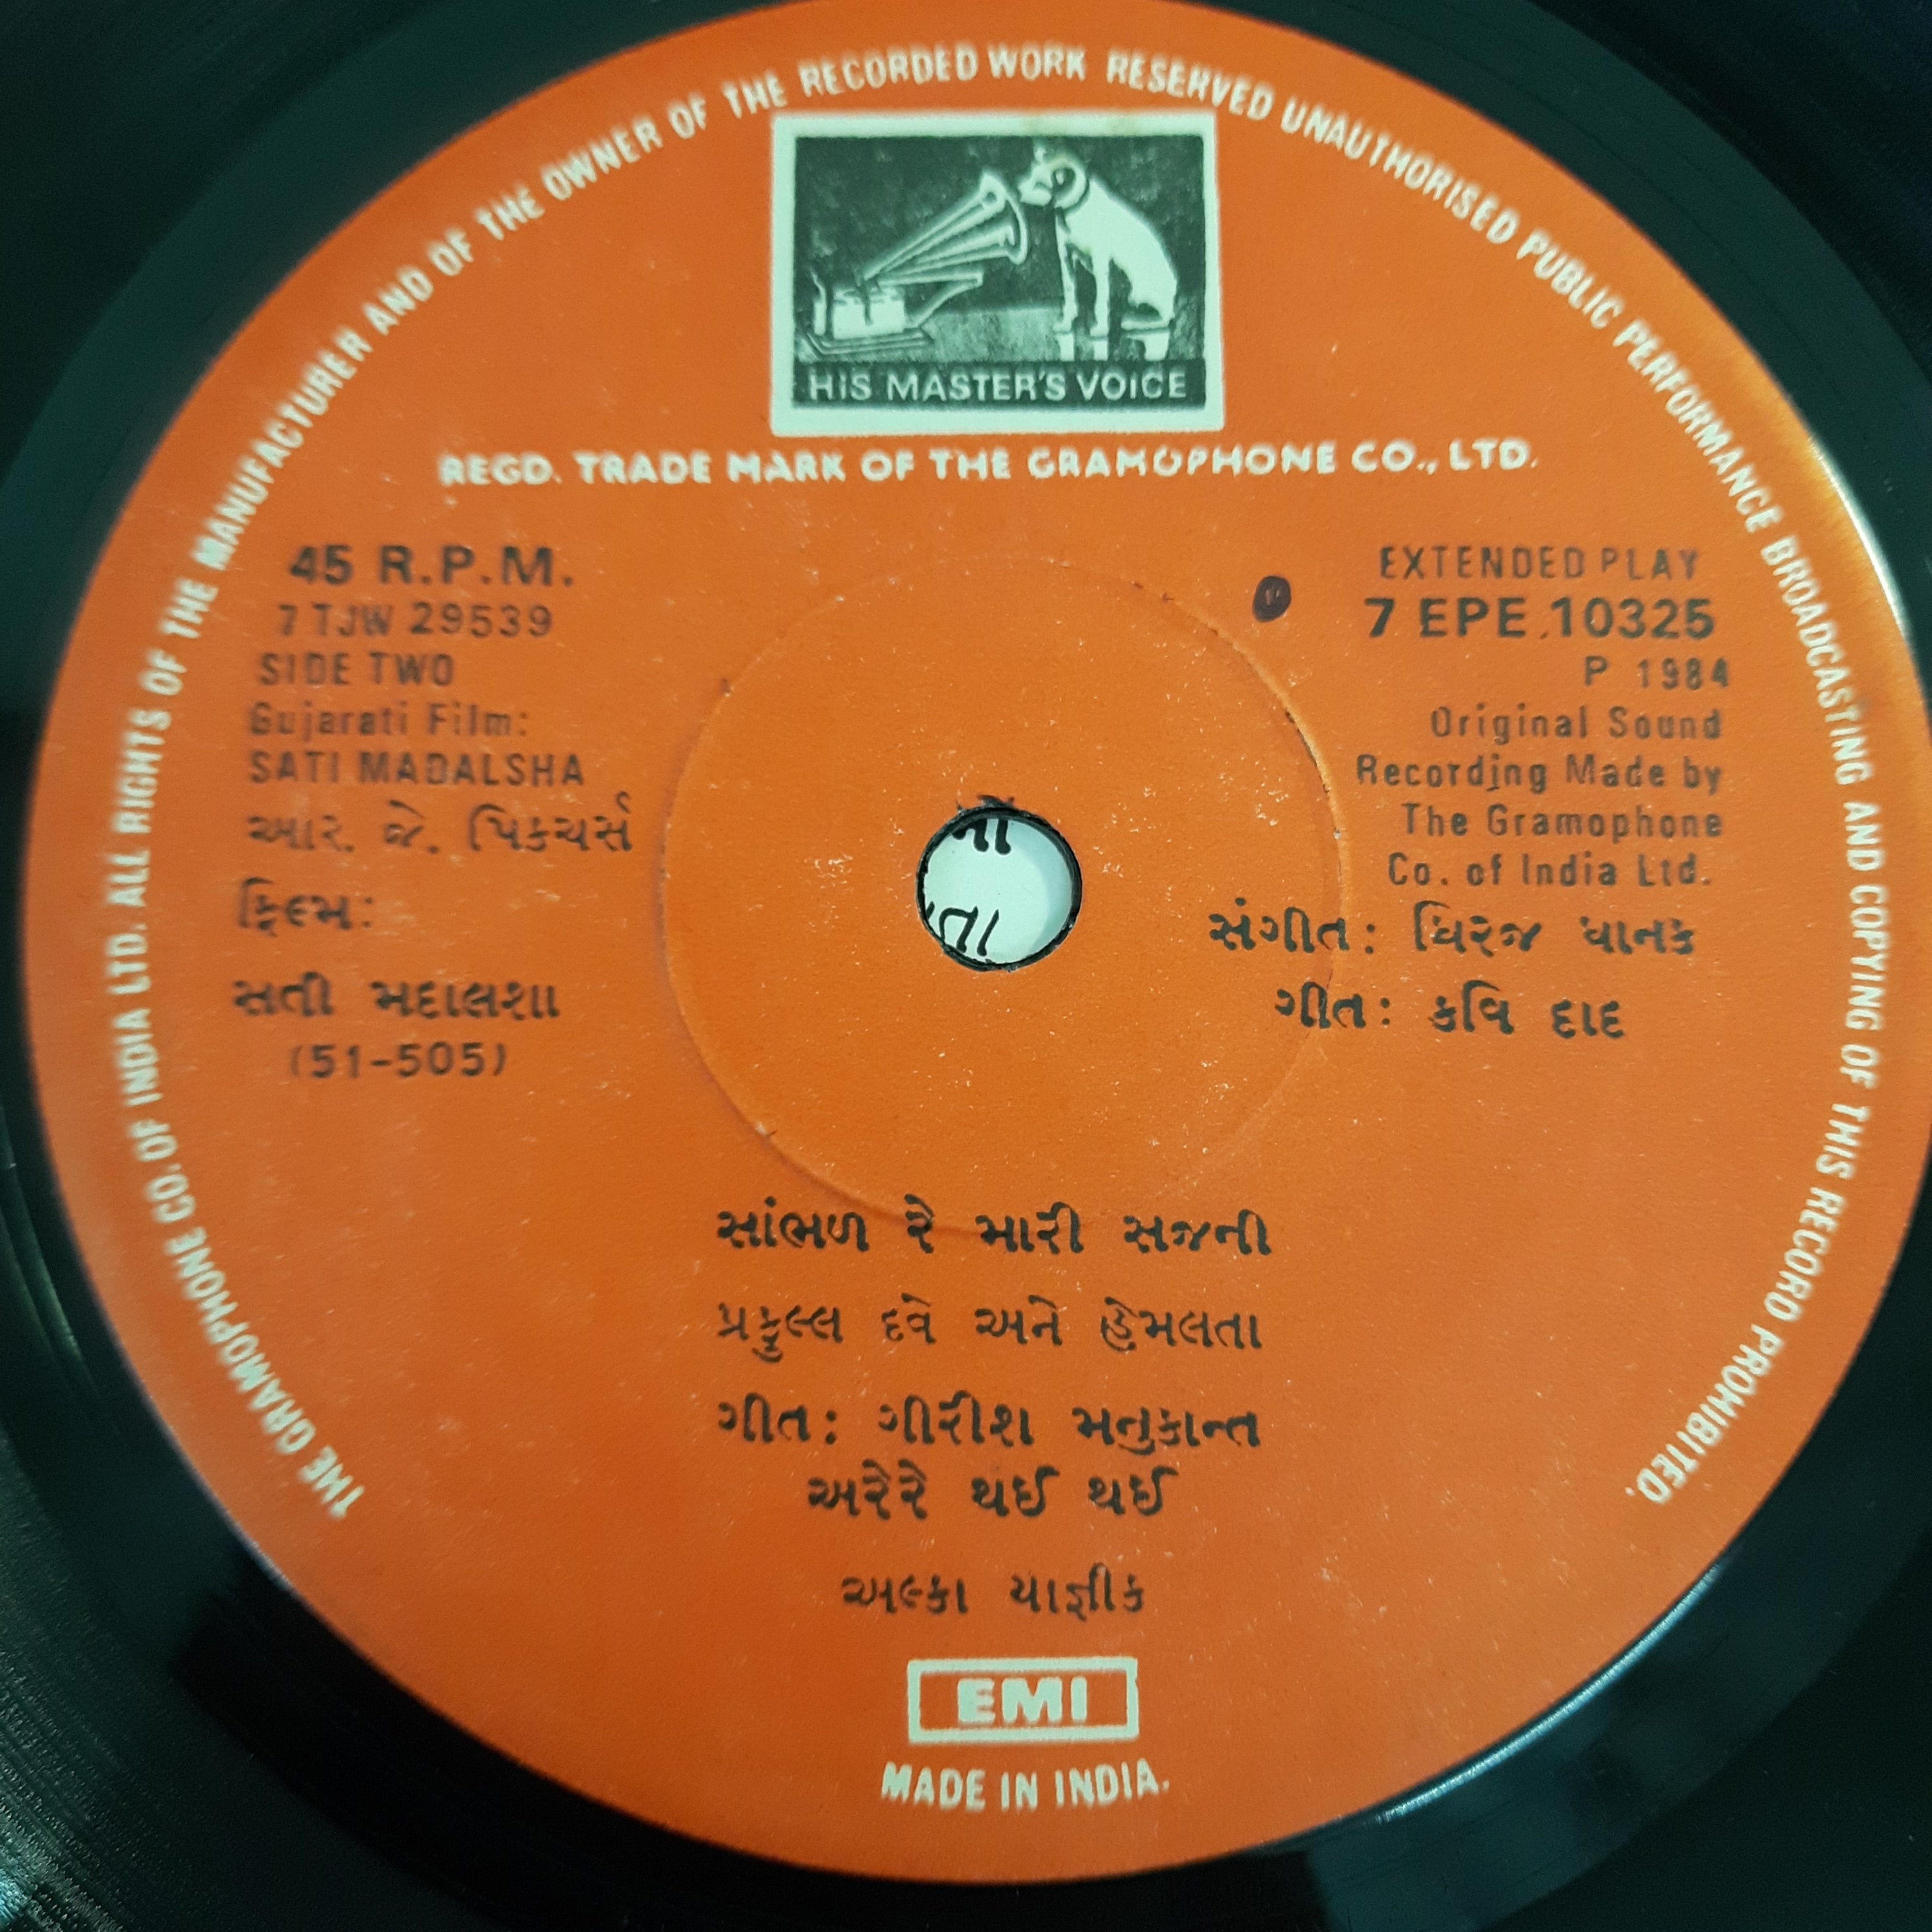 THE GRAMOPHONE CO. OF INDIA LTD. ALL RIGHTS OF THE MANUFACTURER AND OF THE OWNER OF THE RECORDED WORK RESERVED UNAUTHORISED PUBLIC PERFORMANCE BROADCASTING AND COPYING OF THIS RECORD PROHIBITED.
HIS MASTER'S VOICE
REGD. TRADE MARK OF THE GRAMOPHONE CO., LTD.
45 R.P.M.
7 TJW 29539
SIDE TWO
Gujarati Film:
SATI MADALSHA
આર. જે. પિકચર્સ
ફિલ્મ:
સતી મદાલશા
(51-505)
EXTENDED PLAY
7 EPE 10325
P 1984
Original Sound
Recording Made by
The Gramophone
Co. of India Ltd.
સંગીત: ધિરજ ધાનક
ગીત: કવિ દાદ
સાંભળ રે મારી સજની
પ્રફુલ્લ દવે અને હેમલતા
ગીત: ગીરીશ મનુકાન્ત
અરેરે થઈ થઈ
અલ્કા યાજ્ઞીક
EMI
MADE IN INDIA.